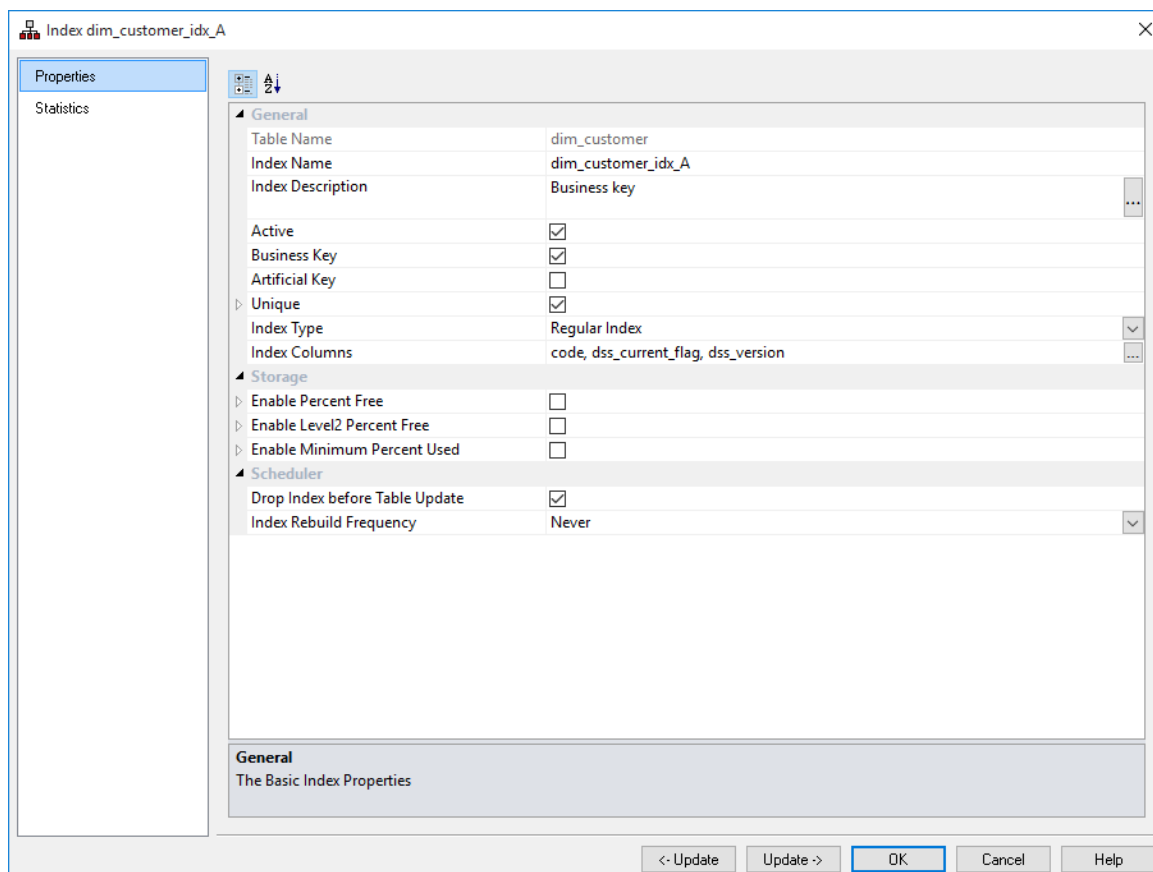 Index dim_customer_idx_A
Properties
Statistics
General
Table Name dim_customer
Index Name dim_customer_idx_A
Index Description Business key
...
Active
Business Key
Artificial Key
Unique
Index Type Regular Index
Index Columns code, dss_current_flag, dss_version ...
Storage
Enable Percent Free
Enable Level2 Percent Free
Enable Minimum Percent Used
Scheduler
Drop Index before Table Update
Index Rebuild Frequency Never
General
The Basic Index Properties
<- Update Update -> OK Cancel Help